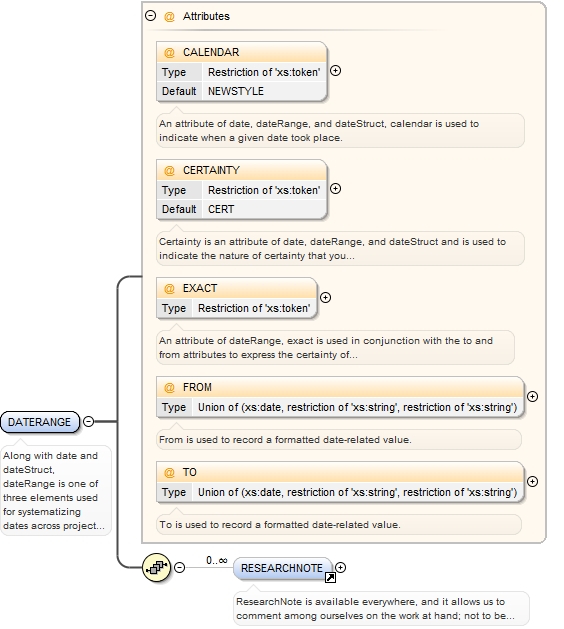 @ Attributes
@ CALENDAR
Type Restriction of 'xs:token'
Default NEWSTYLE
An attribute of date, dateRange, and dateStruct, calendar is used to
indicate when a given date took place.
@ CERTAINTY
Type Restriction of 'xs:token'
Default CERT
Certainty is an attribute of date, dateRange, and dateStruct and is used to
indicate the nature of certainty that you...
@ EXACT
Type Restriction of 'xs:token'
An attribute of dateRange, exact is used in conjunction with the to and
from attributes to express the certainty of...
@ FROM
Type Union of (xs:date, restriction of 'xs:string', restriction of 'xs:string')
From is used to record a formatted date-related value.
@ TO
Type Union of (xs:date, restriction of 'xs:string', restriction of 'xs:string')
To is used to record a formatted date-related value.
DATERANGE
Along with date and
dateStruct,
dateRange is one of
three elements used
for systematizing
dates across project...
0..∞
RESEARCHNOTE
ResearchNote is available everywhere, and it allows us to
comment among ourselves on the work at hand; not to be...